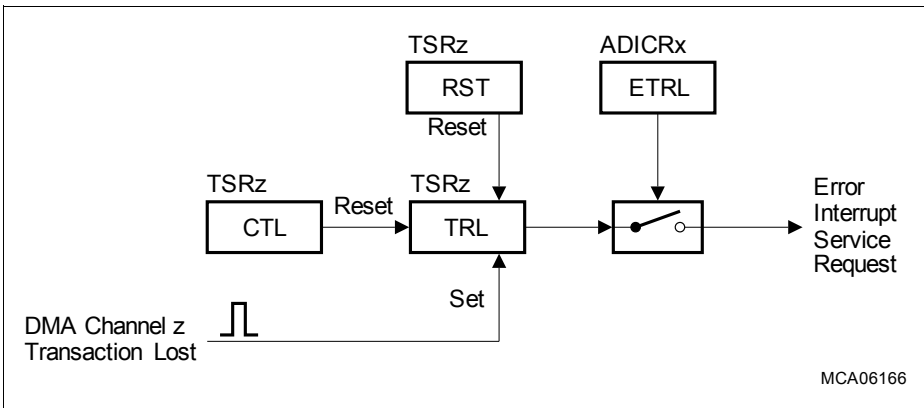 TSRz
RST
Reset
ADICRx
ETRL
TSRz
CTL
Reset
TSRz
TRL
Error
Interrupt
Service
Request
Set
DMA Channel z
Transaction Lost
MCA06166